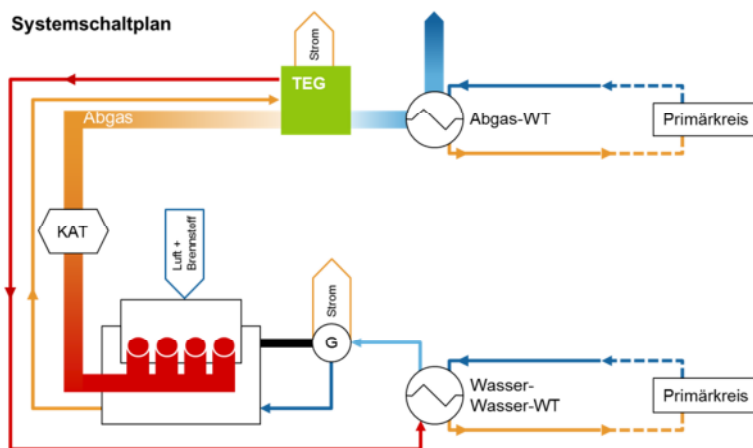 Systemschaltplan
Strom
TEG
Abgas
Abgas-WT
Primärkreis
KAT
Luft +
Brennstoff
Strom
G
Wasser-
Wasser-WT
Primärkreis